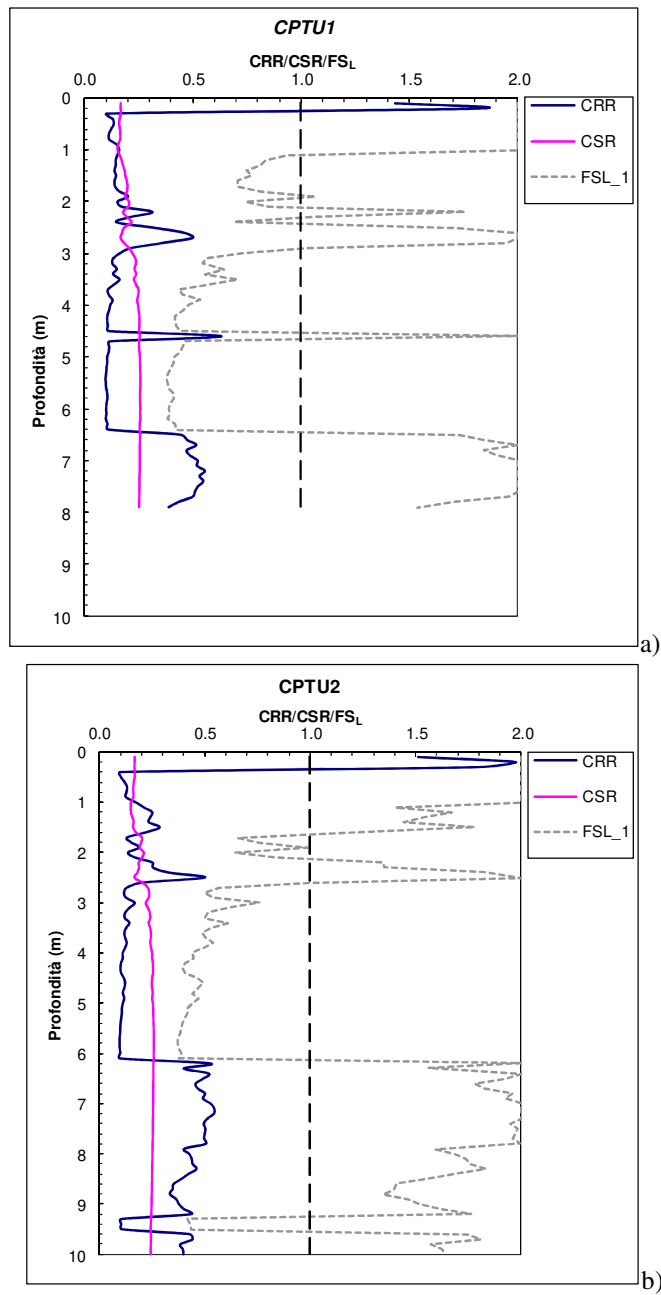 CPTU1
CRR/CSR/FSL
0.0 0.5 1.0 1.5 2.0
0
1
2
3
4
5
6
7
8
9
10
Profondità (m)
CRR
CSR
FSL_1
a)
CPTU2
CRR/CSR/FSL
0.0 0.5 1.0 1.5 2.0
0
1
2
3
4
5
6
7
8
9
10
Profondità (m)
CRR
CSR
FSL_1
b)